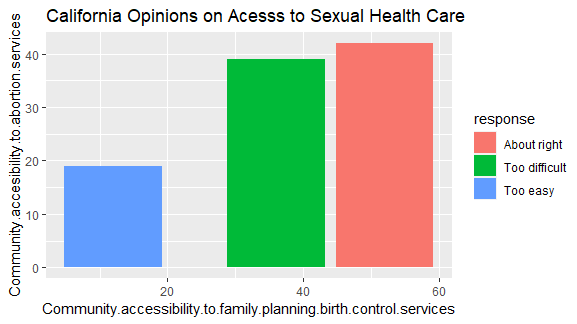 California Opinions on Acesss to Sexual Health Care
Community.accesibility.to.abortion.services
40
30
20
10
0
20
40
60
Community.accessibility.to.family.planning.birth.control.services
response
About right
Too difficult
Too easy